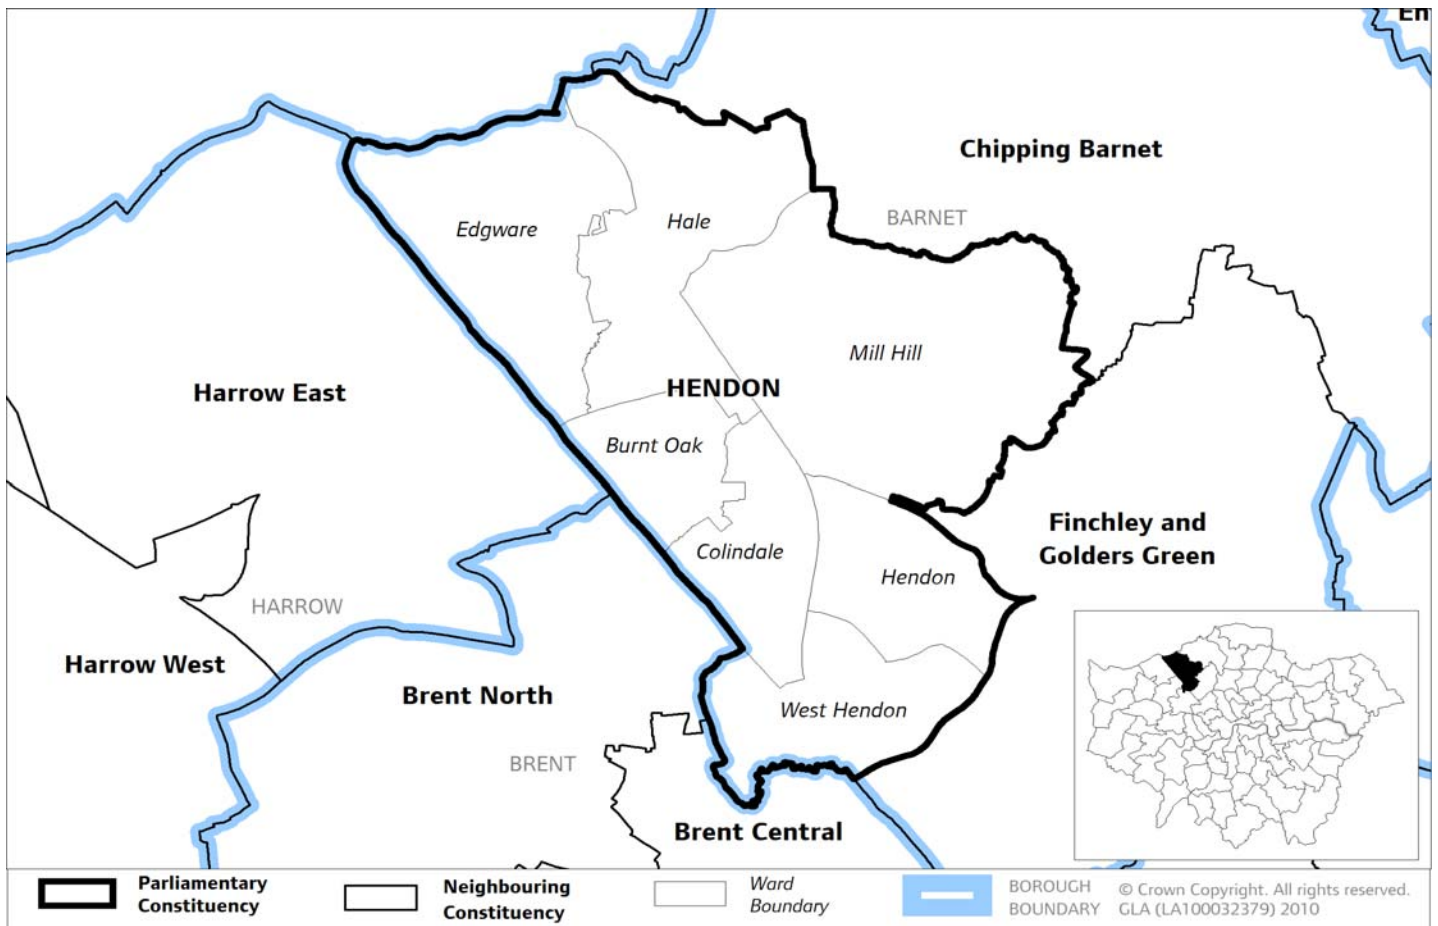 En
Chipping Barnet
BARNET
Edgware
Hale
Mill Hill
HENDON
Harrow East
Burnt Oak
Finchley and
Golders Green
Colindale
Hendon
HARROW
Harrow West
Brent North
West Hendon
BRENT
Brent Central
Parliamentary
Constituency
Neighbouring
Constituency
Ward
Boundary
BOROUGH
BOUNDARY
© Crown Copyright. All rights reserved.
GLA (LA100032379) 2010